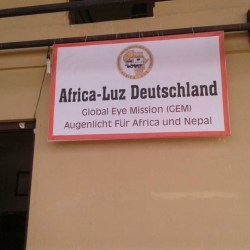 Africa-Luz Deutschland
Global Eye Mission (GEM)
Augenlicht Für Africa und Nepal